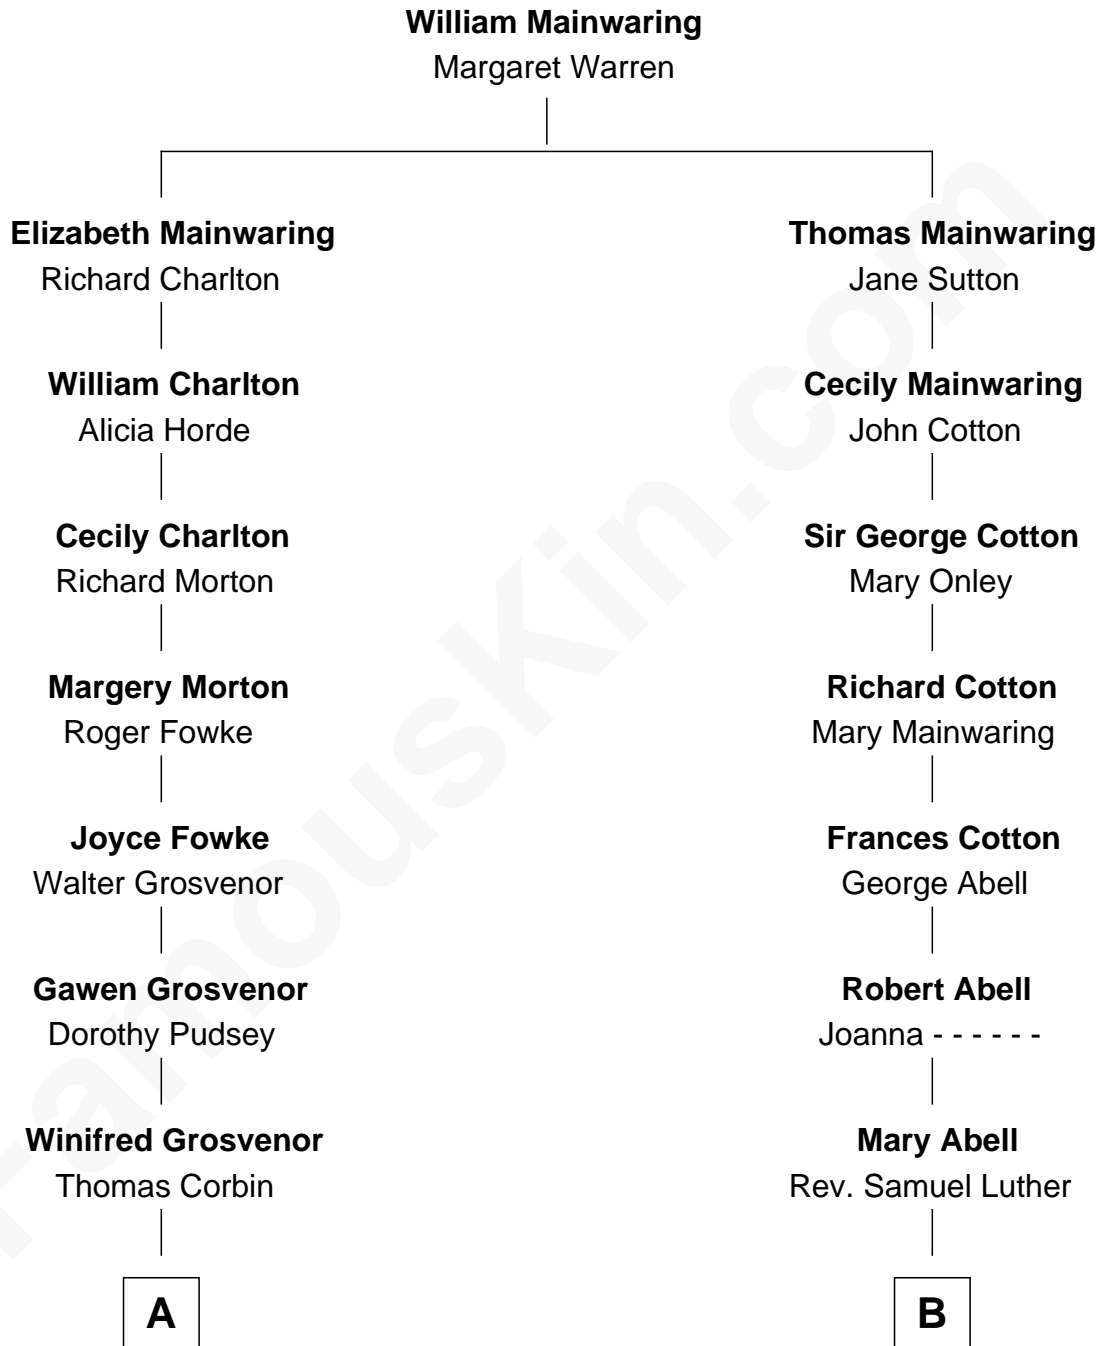 William Mainwaring
Margaret Warren
Elizabeth Mainwaring
Richard Charlton
Thomas Mainwaring
Jane Sutton
William Charlton
Alicia Horde
Cecily Mainwaring
John Cotton
Cecily Charlton
Richard Morton
Sir George Cotton
Mary Onley
Margery Morton
Roger Fowke
Richard Cotton
Mary Mainwaring
Joyce Fowke
Walter Grosvenor
Frances Cotton
George Abell
Gawen Grosvenor
Dorothy Pudsey
Robert Abell
Joanna - - - - - -
Winifred Grosvenor
Thomas Corbin
Mary Abell
Rev. Samuel Luther
A
B
FamousKin.com